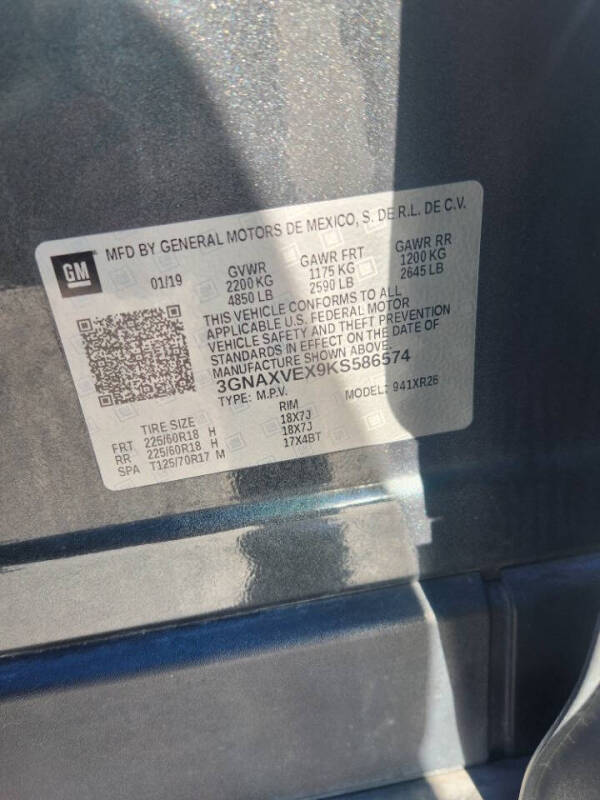 MFD BY GENERAL MOTORS DE MEXICO, S. DE R.L. DE C.V.
GM
01/19 GVWR GAWR FRT GAWR RR
2200 KG 1175 KG 1200 KG
4850 LB 2590 LB 2645 LB
THIS VEHICLE CONFORMS TO ALL
APPLICABLE U.S. FEDERAL MOTOR
VEHICLE SAFETY AND THEFT PREVENTION
STANDARDS IN EFFECT ON THE DATE OF
MANUFACTURE SHOWN ABOVE.
3GNAXVEX9KS586574
TYPE: M.P.V. MODEL: 941XR26
TIRE SIZE RIM
FRT 225/60R18 H 18X7J
RR 225/60R18 H 18X7J
SPA T125/70R17 M 17X4BT